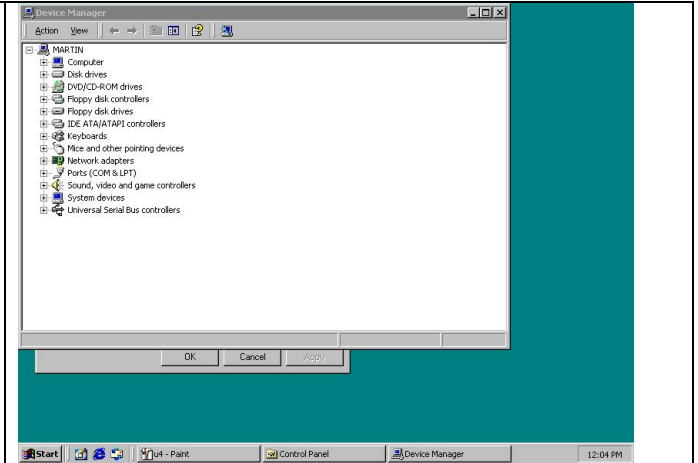 Device Manager
Action View
MARTIN
Computer
Disk drives
DVD/CD-ROM drives
Floppy disk controllers
Floppy disk drives
IDE ATA/ATAPI controllers
Keyboards
Mice and other pointing devices
Network adapters
Ports (COM & LPT)
Sound, video and game controllers
System devices
Universal Serial Bus controllers
OK Cancel Apply
Start u4 - Paint Control Panel Device Manager 12:04 PM